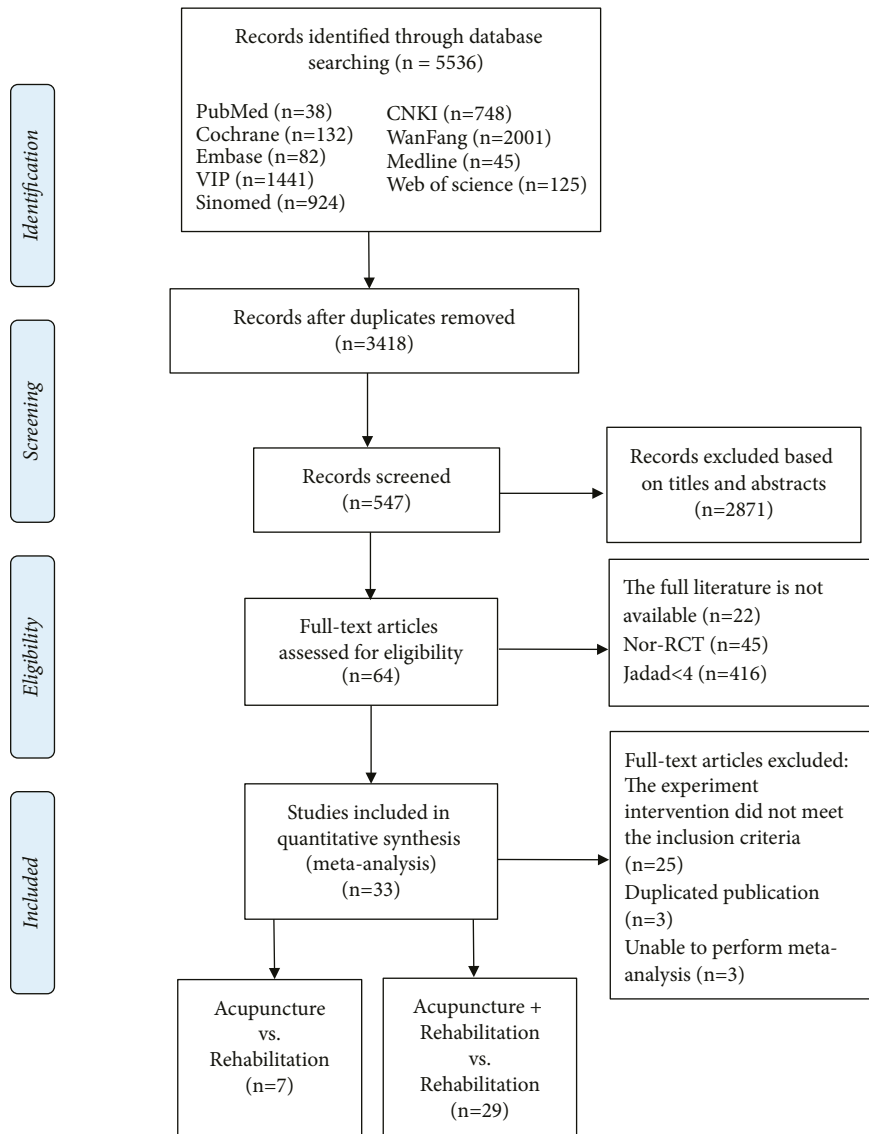 Identification
Records identified through database
searching (n = 5536)
PubMed (n=38)
Cochrane (n=132)
Embase (n=82)
VIP (n=1441)
Sinomed (n=924)
CNKI (n=748)
WanFang (n=2001)
Medline (n=45)
Web of science (n=125)
Records after duplicates removed
(n=3418)
Screening
Records screened
(n=547)
Records excluded based
on titles and abstracts
(n=2871)
Eligibility
Full-text articles
assessed for eligibility
(n=64)
The full literature is not
available (n=22)
Nor-RCT (n=45)
Jadad<4 (n=416)
Included
Studies included in
quantitative synthesis
(meta-analysis)
(n=33)
Full-text articles excluded:
The experiment
intervention did not meet
the inclusion criteria
(n=25)
Duplicated publication
(n=3)
Unable to perform meta-
analysis (n=3)
Acupuncture
vs.
Rehabilitation
(n=7)
Acupuncture +
Rehabilitation
vs.
Rehabilitation
(n=29)